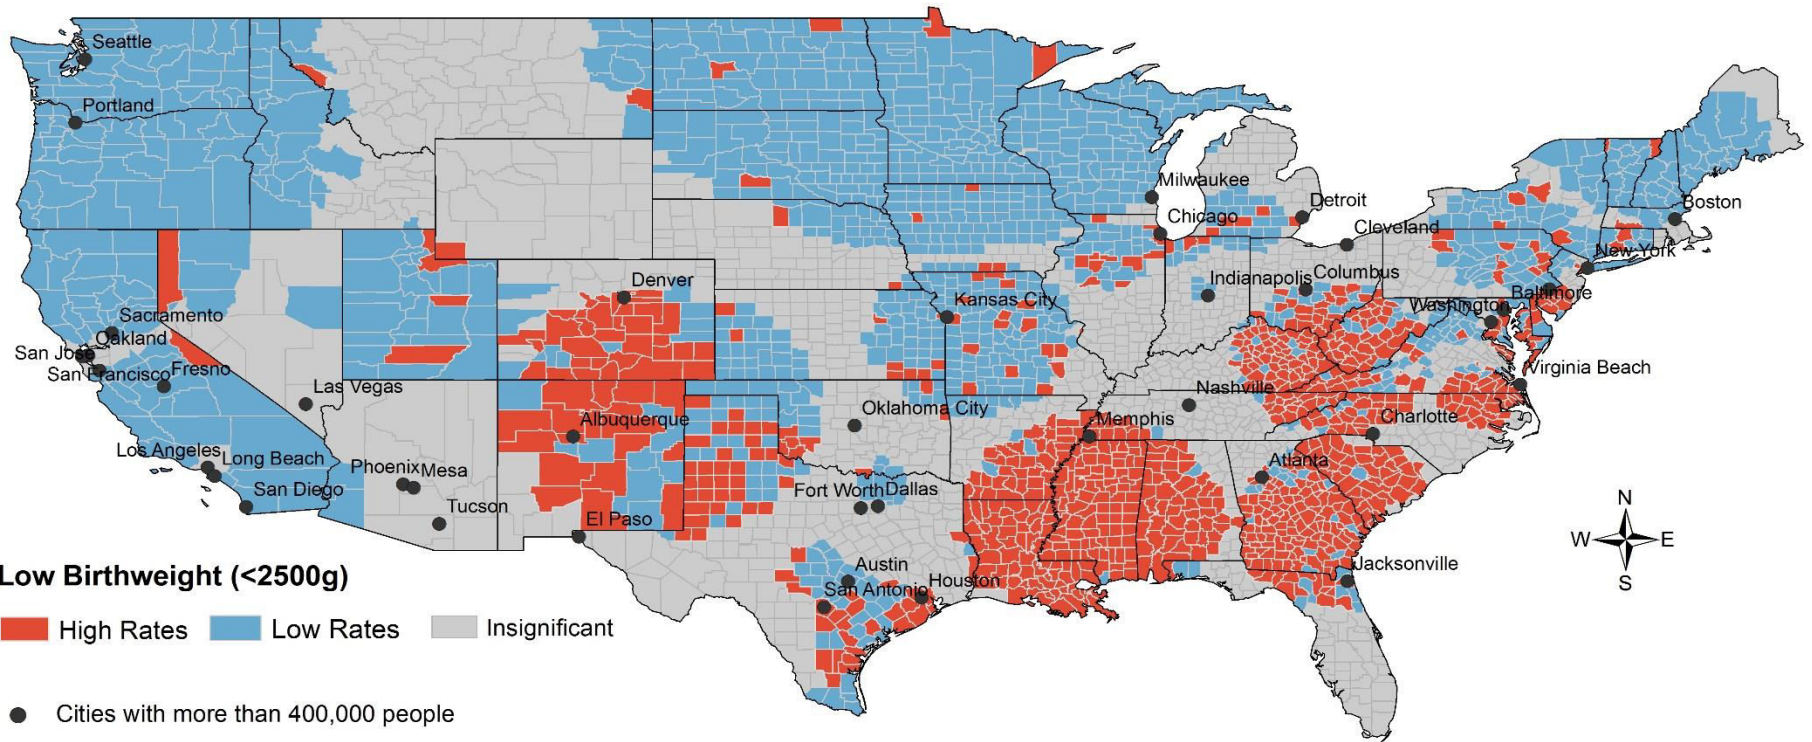 Seattle
Portland
Milwaukee
Detroit
Boston
Chicago
Cleveland
New York
Denver
Indianapolis
Columbus
Kansas City
Washington
Baltimore
Sacramento
Oakland
San Jose
San Francisco
Fresno
Virginia Beach
Las Vegas
Nashville
Albuquerque
Oklahoma City
Memphis
Charlotte
Los Angeles
Long Beach
Phoenix
Mesa
Atlanta
San Diego
Fort Worth
Dallas
Tucson
El Paso
N
W
E
S
Austin
Jacksonville
San Antonio
Houston
Low Birthweight (<2500g)
High Rates
Low Rates
Insignificant
Cities with more than 400,000 people